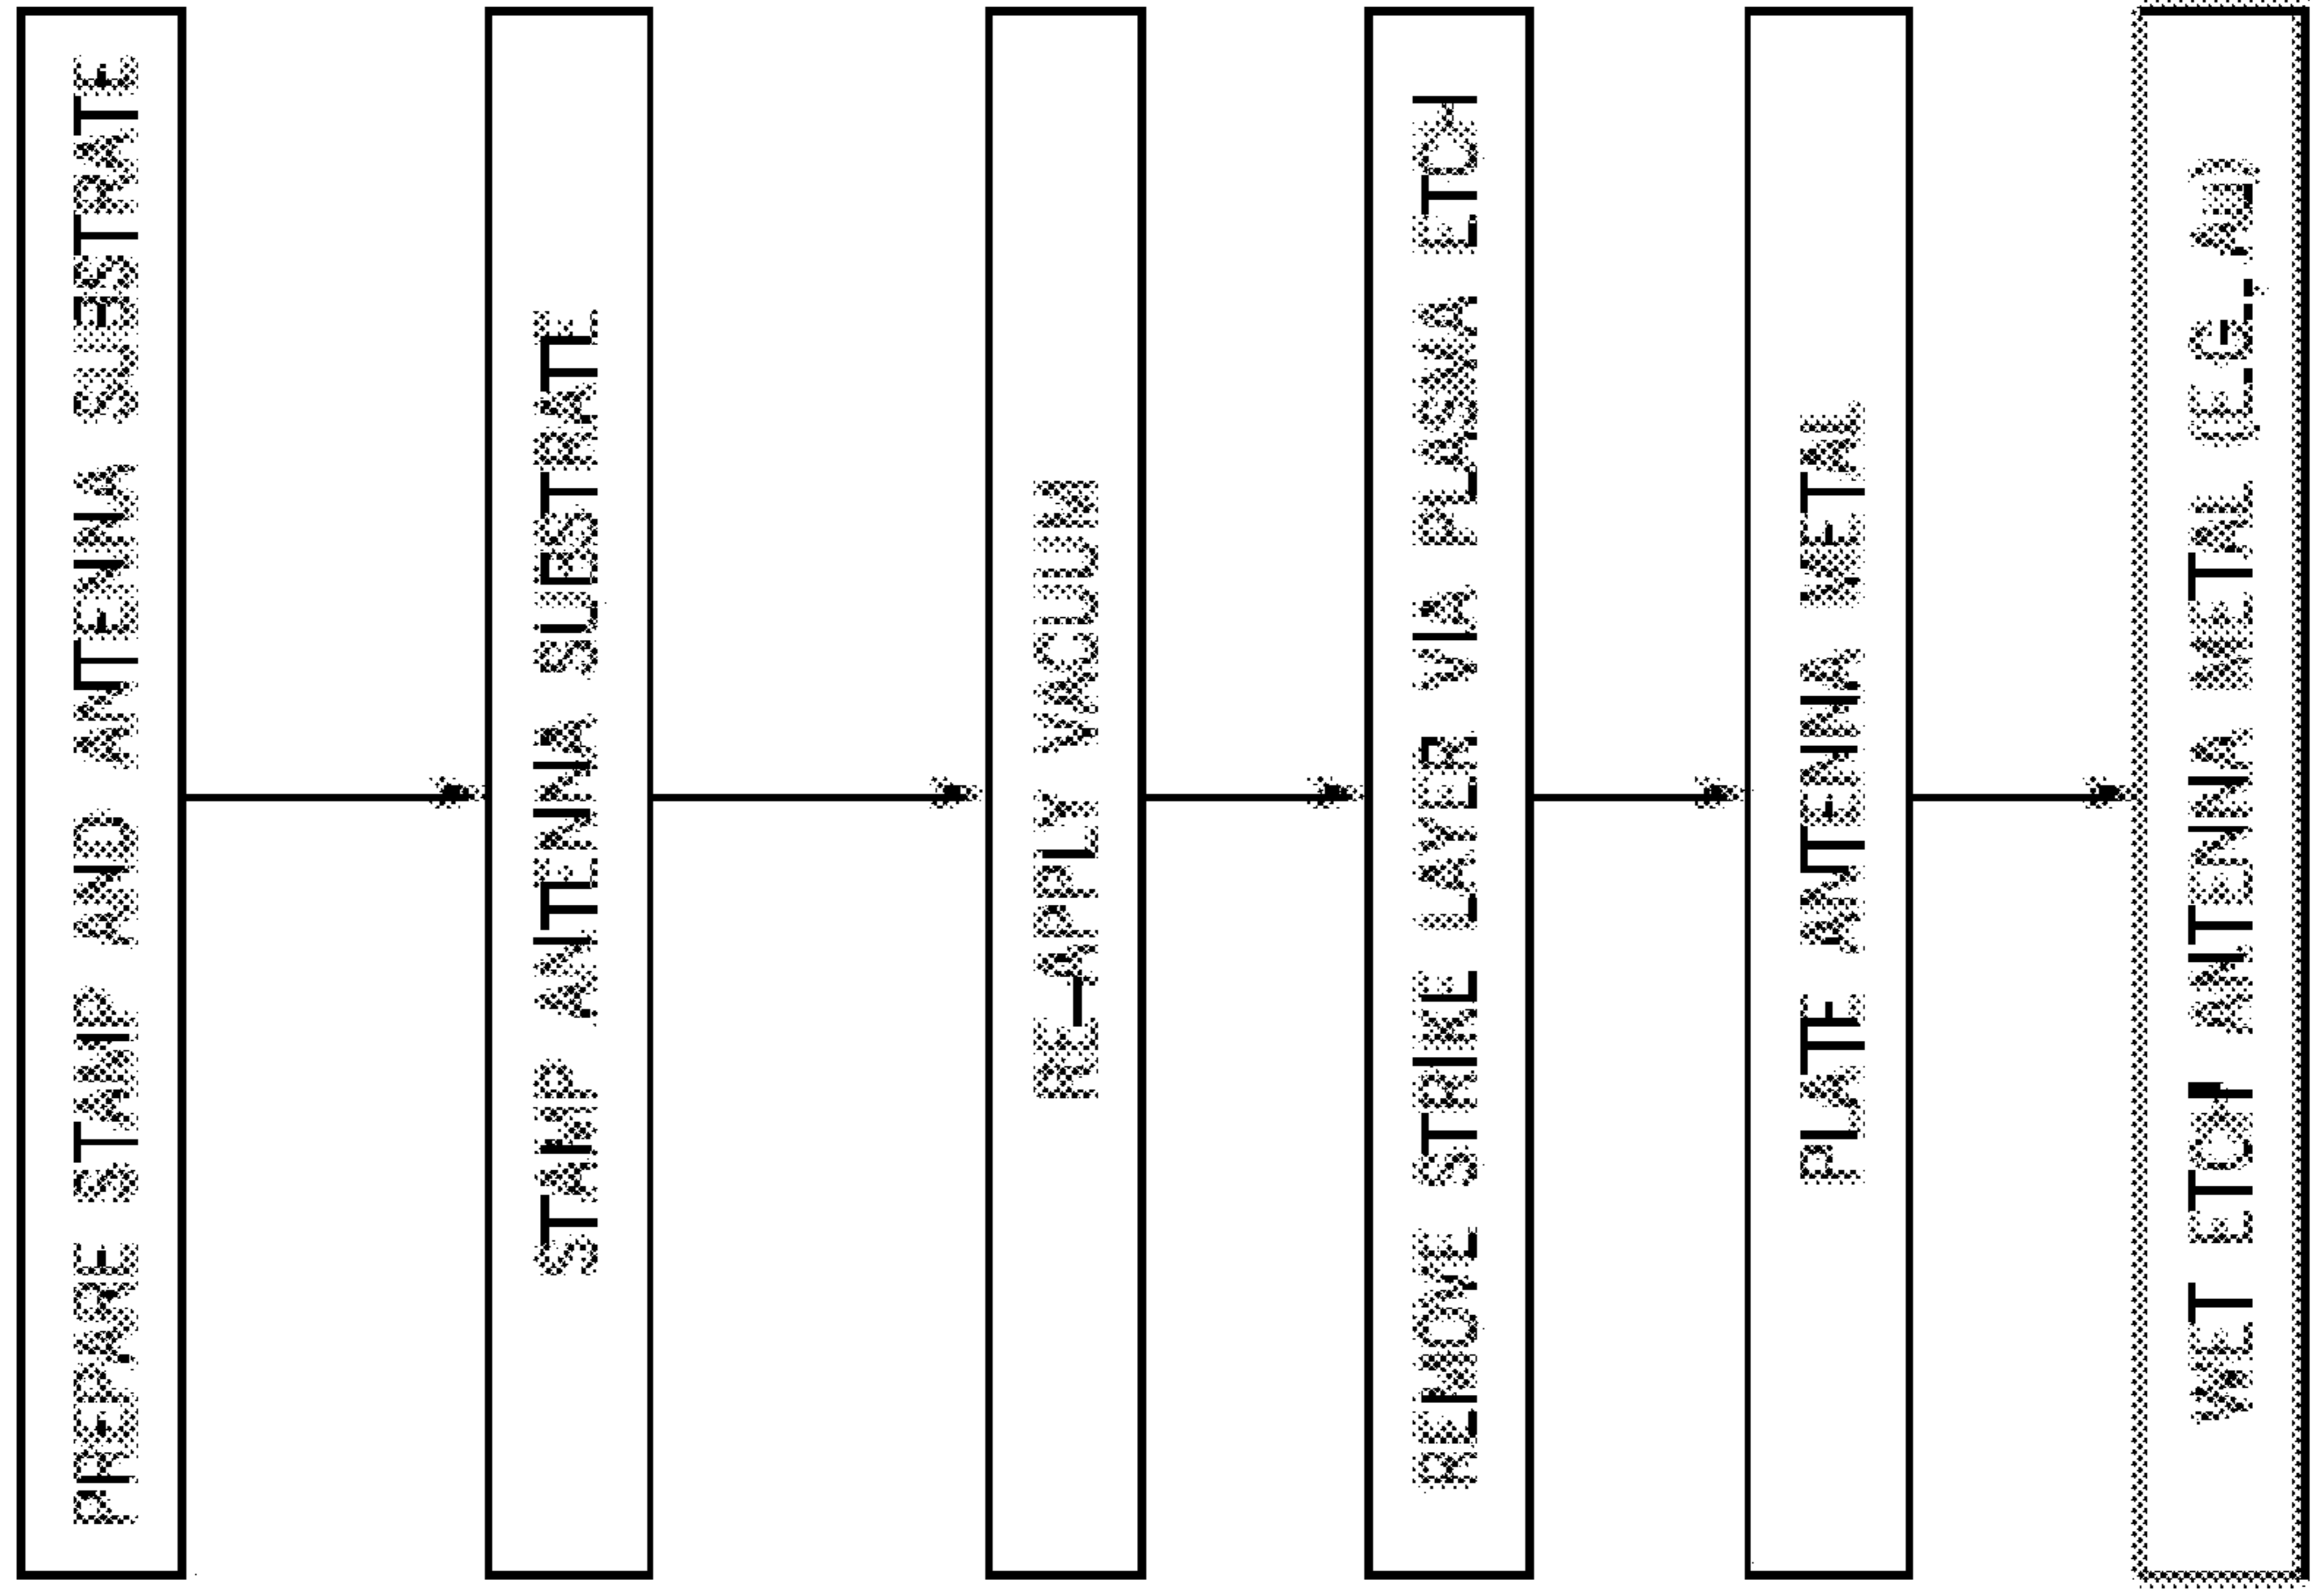 PREPARE STAMP AND ANTENNA SUBSTRATE
STAMP ANTENNA SUBSTRATE
RE-APPLY VACUUM
REMOVE STRIKE LAYER VIA PLASMA ETCH
PLATE ANTENNA METAL
WET ETCH ANTENNA METAL (E.G., AU)